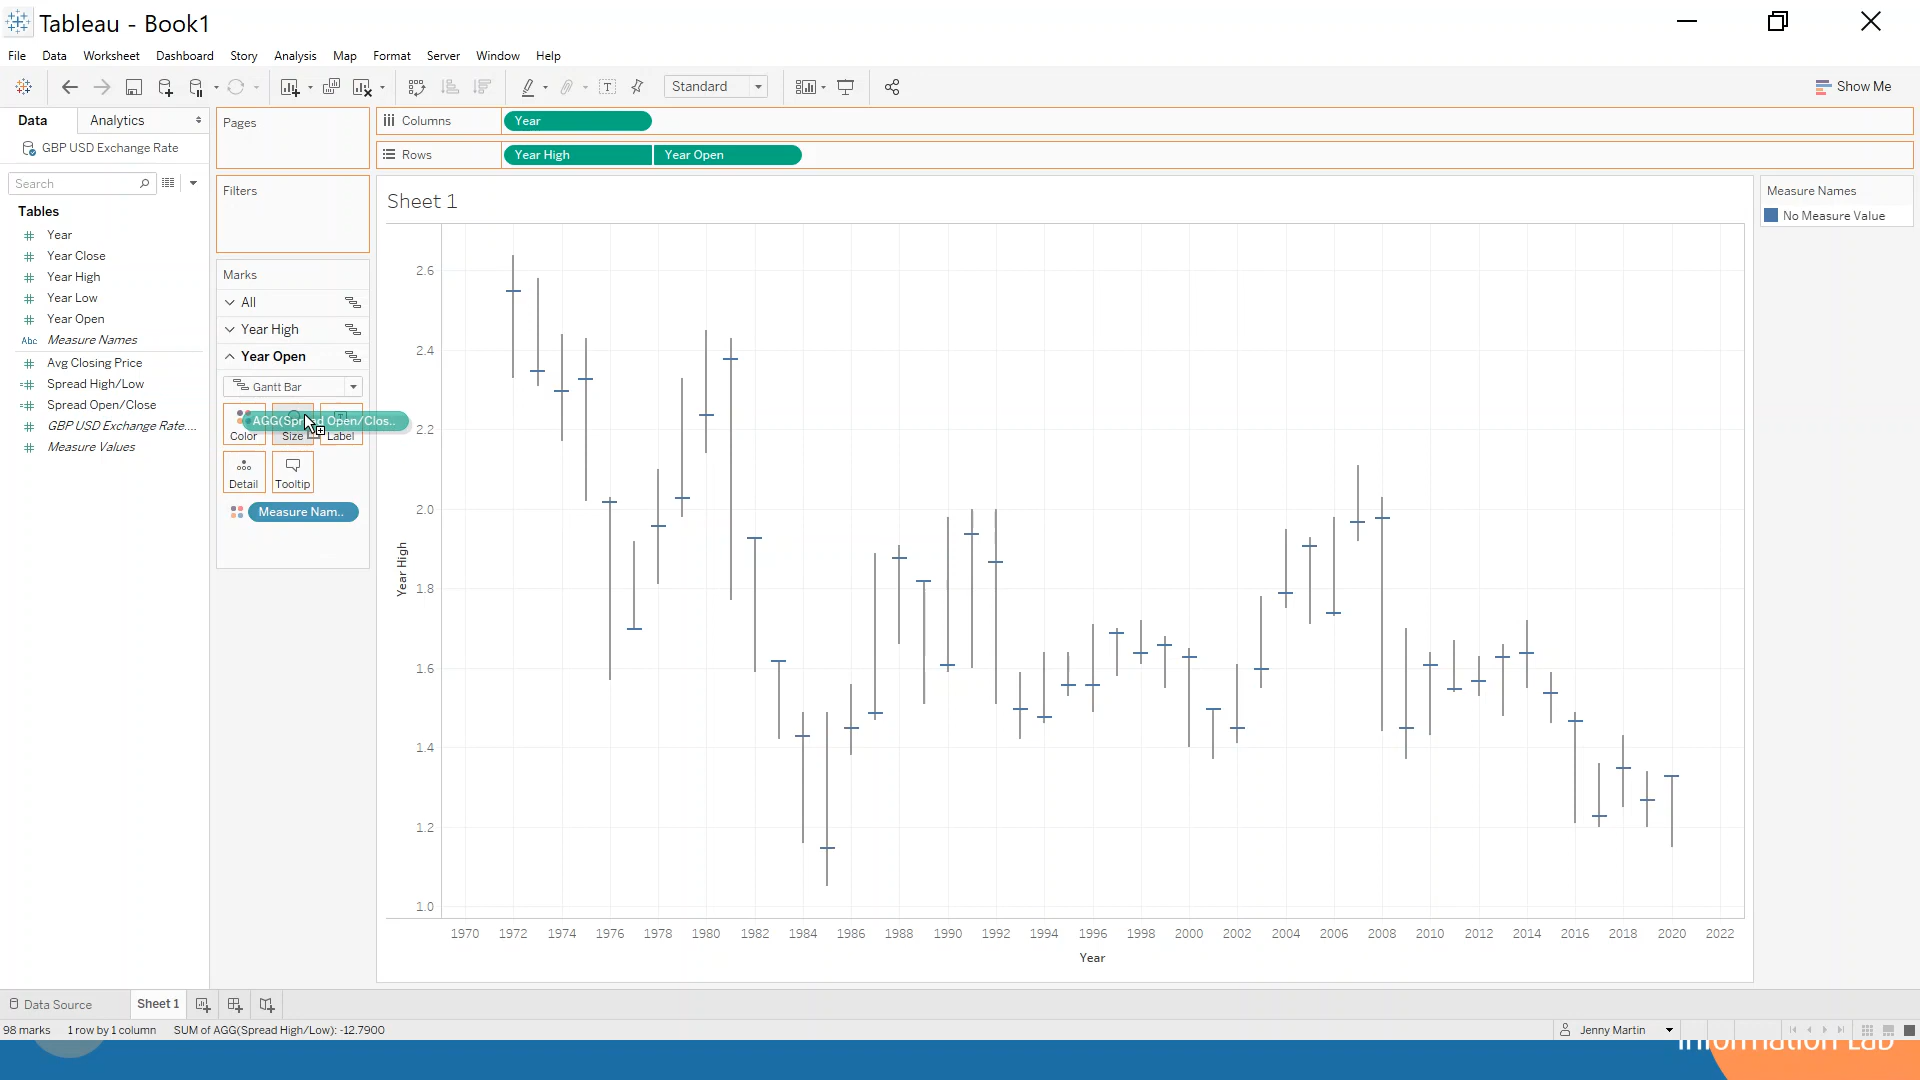 Tableau - Book1
File Data Worksheet Dashboard Story Analysis Map Format Server Window Help
Standard
Show Me
Data Analytics
GBP USD Exchange Rate
Search
Tables
Year
Year Close
Year High
Year Low
Year Open
Abc Measure Names
Avg Closing Price
Spread High/Low
Spread Open/Close
GBP USD Exchange Rate....
Measure Values
Pages
Filters
Marks
All
Year High
Year Open
Gantt Bar
AGG(Spread Open/Clos..
Color Size Label
Detail Tooltip
Measure Nam..
Columns Year
Rows Year High Year Open
Sheet 1
Year High
2.6
2.4
2.2
2.0
1.8
1.6
1.4
1.2
1.0
1970 1972 1974 1976 1978 1980 1982 1984 1986 1988 1990 1992 1994 1996 1998 2000 2002 2004 2006 2008 2010 2012 2014 2016 2018 2020 2022
Year
Measure Names
No Measure Value
Data Source Sheet 1
98 marks 1 row by 1 column SUM of AGG(Spread High/Low): -12.7900
Jenny Martin
Information Lab